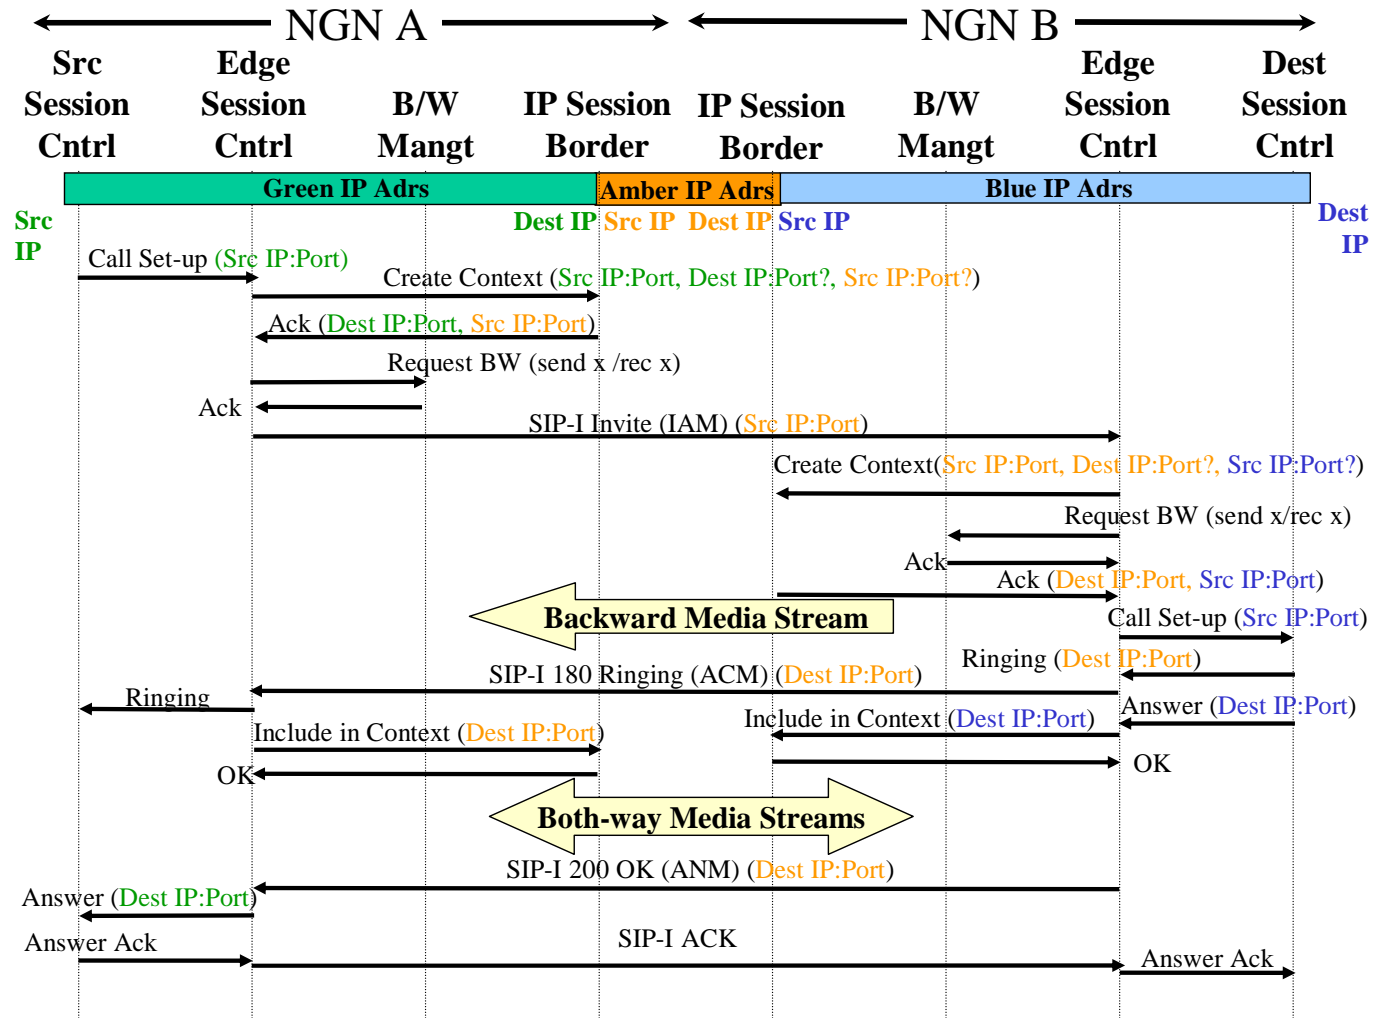 NGN A
NGN B
Src
Session
Cntrl
Edge
Session
Cntrl
B/W
Mangt
IP Session
Border
IP Session
Border
B/W
Mangt
Edge
Session
Cntrl
Dest
Session
Cntrl
Green IP Adrs
Amber IP Adrs
Blue IP Adrs
Src
IP
Dest IP
Src IP
Dest IP
Src IP
Dest
IP
Call Set-up (Src IP:Port)
Create Context (Src IP:Port, Dest IP:Port?, Src IP:Port?)
Ack (Dest IP:Port, Src IP:Port)
Request BW (send x /rec x)
Ack
SIP-I Invite (IAM) (Src IP:Port)
Create Context(Src IP:Port, Dest IP:Port?, Src IP:Port?)
Request BW (send x/rec x)
Ack
Ack (Dest IP:Port, Src IP:Port)
Backward Media Stream
Call Set-up (Src IP:Port)
Ringing (Dest IP:Port)
SIP-I 180 Ringing (ACM) (Dest IP:Port)
Ringing
Answer (Dest IP:Port)
Include in Context (Dest IP:Port)
Include in Context (Dest IP:Port)
OK
OK
Both-way Media Streams
SIP-I 200 OK (ANM) (Dest IP:Port)
Answer (Dest IP:Port)
Answer Ack
SIP-I ACK
Answer Ack